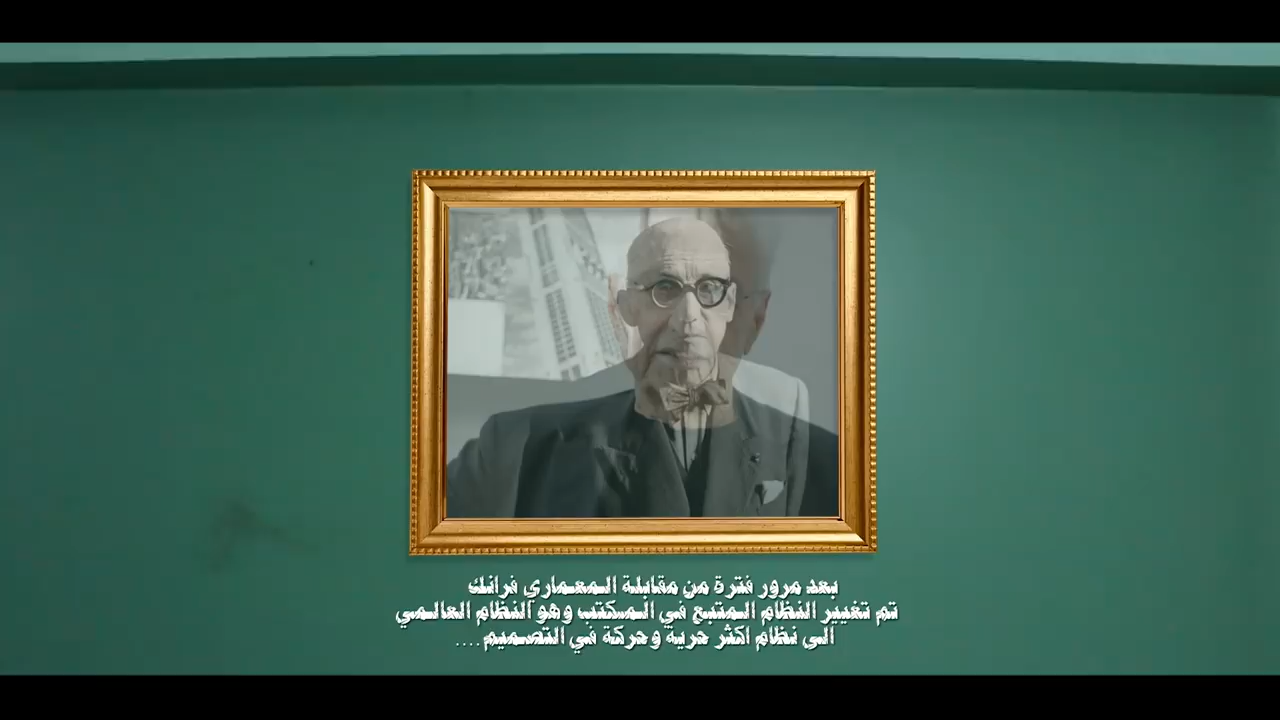 بعد مرور فترة من مقابلة المعماري فرانك
تم تغيير النظام المتبع في المكتب وهو النظام العالمي
الى نظام اكثر حرية وحركة في التصميم....